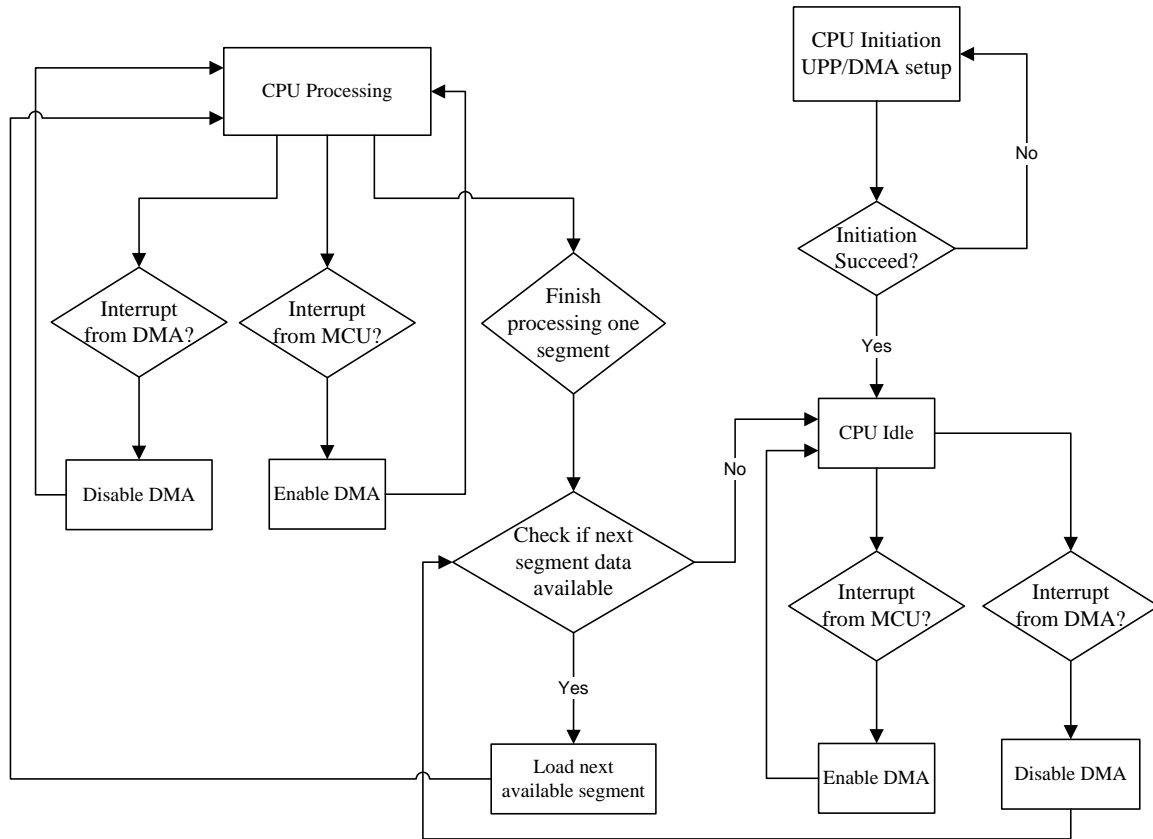 CPU Initiation
UPP/DMA setup
CPU Processing
No
Initiation
Succeed?
Interrupt
from DMA?
Interrupt
from MCU?
Finish
processing one
segment
Yes
CPU Idle
No
Disable DMA
Enable DMA
Check if next
segment data
available
Interrupt
from MCU?
Interrupt
from DMA?
Yes
Load next
available segment
Enable DMA
Disable DMA